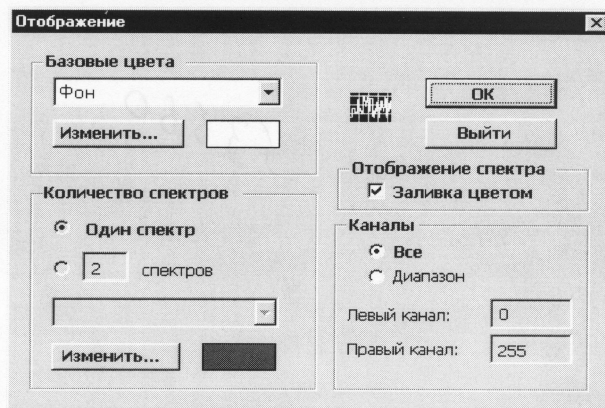 Отображение
Базовые цвета
Фон
Изменить...
OK
Выйти
Отображение спектра
Заливка цветом
Количество спектров
Один спектр
2 спектров
Изменить...
Каналы
Все
Диапазон
Левый канал: 0
Правый канал: 255